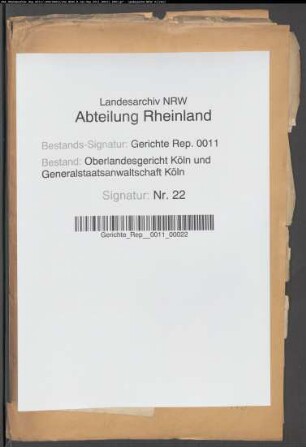 Landesarchiv NRW
Abteilung Rheinland
Bestands-Signatur: Gerichte Rep. 0011
Bestand: Oberlandesgericht Köln und
Generalstaatsanwaltschaft Köln
Signatur: Nr. 22
Gerichte_Rep__0011_00022